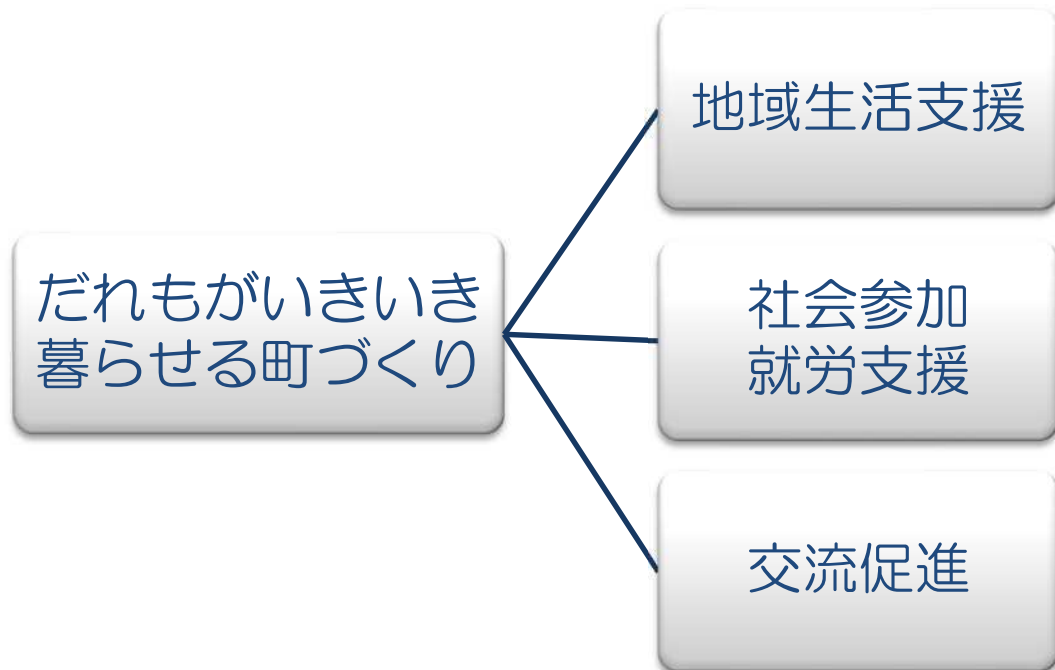 だれもがいきいき
暮らせる町づくり
地域生活支援
社会参加
就労支援
交流促進